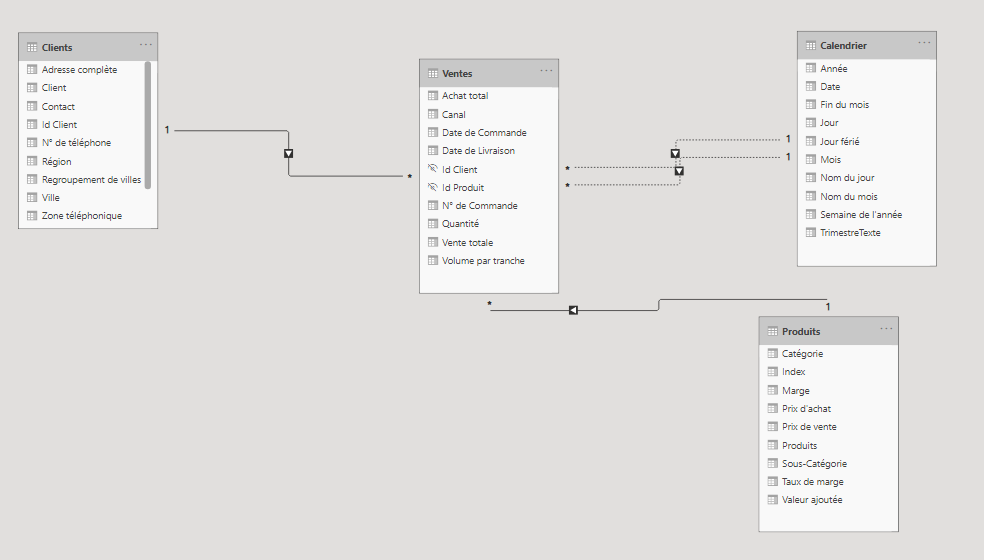 Clients
Adresse complète
Client
Contact
Id Client
N° de téléphone
Région
Regroupement de villes
Ville
Zone téléphonique
1
*
Ventes
Achat total
Canal
Date de Commande
Date de Livraison
Id Client
Id Produit
N° de Commande
Quantité
Vente totale
Volume par tranche
*
*
1
1
Calendrier
Année
Date
Fin du mois
Jour
Jour férié
Mois
Nom du jour
Nom du mois
Semaine de l'année
TrimestreTexte
*
1
Produits
Catégorie
Index
Marge
Prix d'achat
Prix de vente
Produits
Sous-Catégorie
Taux de marge
Valeur ajoutée